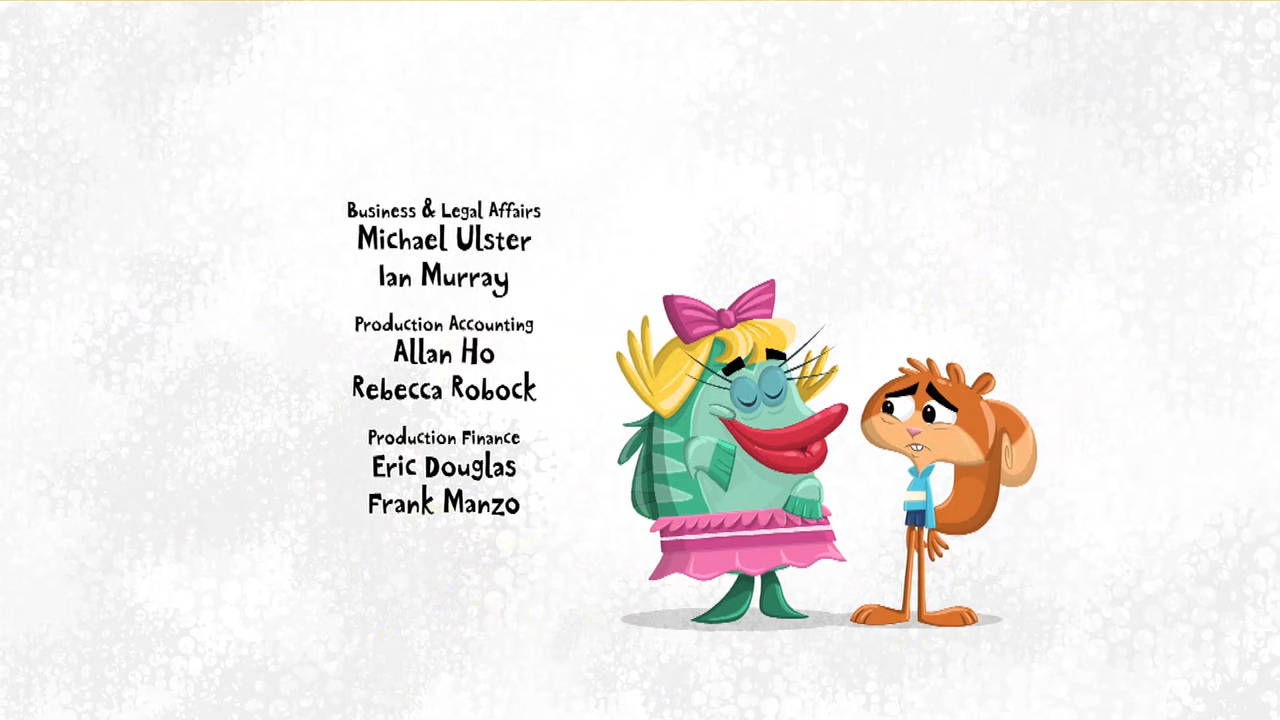 Business & Legal Affairs
Michael Ulster
Ian Murray
Production Accounting
Allan Ho
Rebecca Robock
Production Finance
Eric Douglas
Frank Manzo